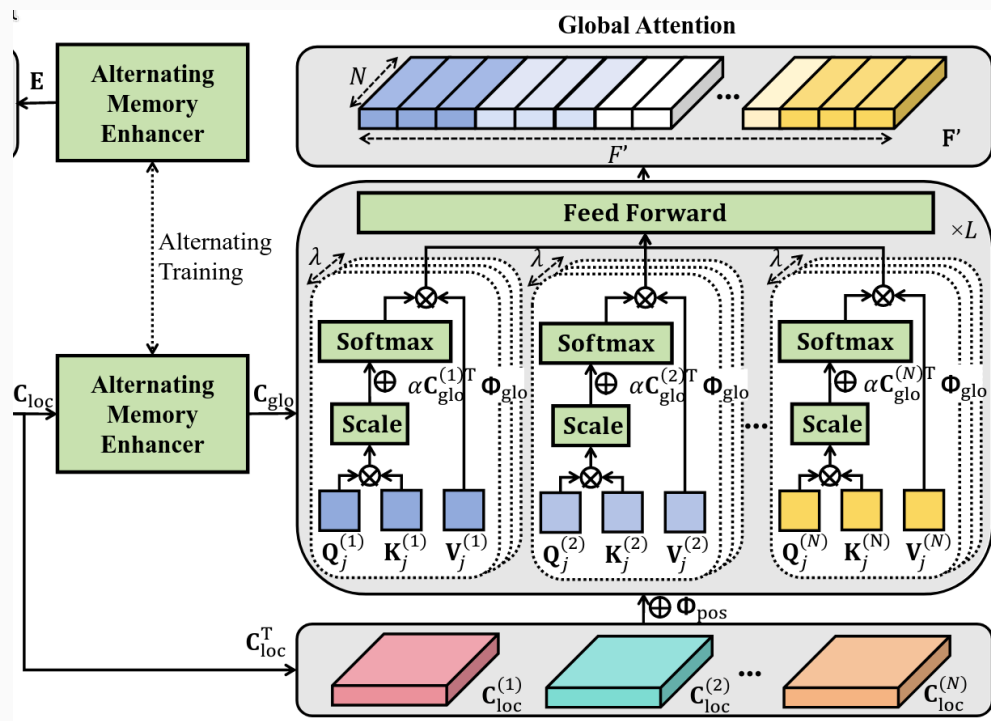 Global Attention
E
Alternating
Memory
Enhancer
N
...
F'
F'
Feed Forward
×L
Alternating
Training
λ
λ
λ
⊗
⊗
⊗
Softmax
Softmax
Softmax
⊕ αC_glo^(1)T Φ_glo
⊕ αC_glo^(2)T Φ_glo
⊕ αC_glo^(N)T Φ_glo
C_loc
Alternating
Memory
Enhancer
C_glo
Scale
Scale
Scale
...
⊗
⊗
⊗
Q_j^(1) K_j^(1) V_j^(1)
Q_j^(2) K_j^(2) V_j^(2)
Q_j^(N) K_j^(N) V_j^(N)
⊕ Φ_pos
C_loc^T
C_loc^(1)
C_loc^(2)
...
C_loc^(N)